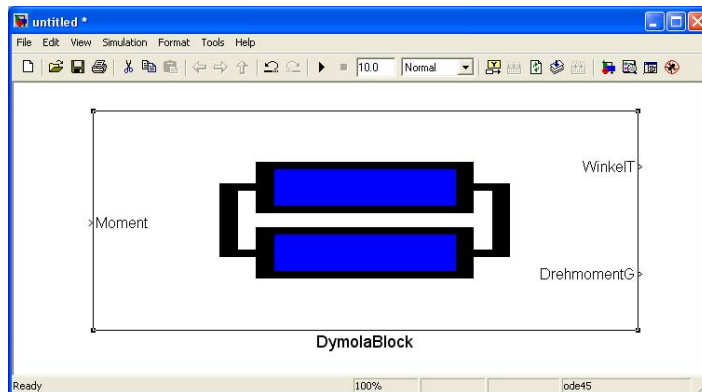 untitled *
File Edit View Simulation Format Tools Help
10.0 Normal
WinkelT
Moment
DrehmomentG
DymolaBlock
Ready 100% ode45